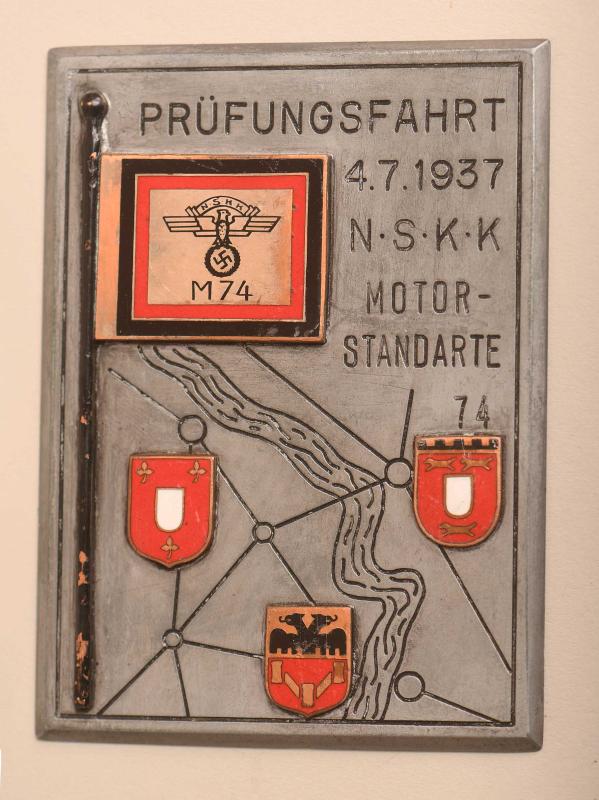 PRÜFUNGSFAHRT
4.7.1937
N·S·K·K
MOTOR-
STANDARTE
74
NSKK
M74